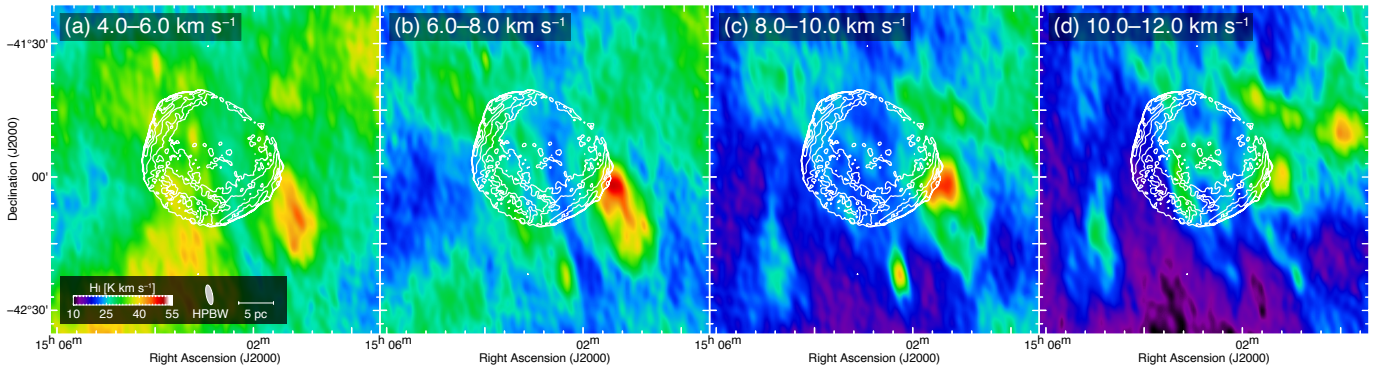 (a) 4.0–6.0 km s⁻¹
(b) 6.0–8.0 km s⁻¹
(c) 8.0–10.0 km s⁻¹
(d) 10.0–12.0 km s⁻¹
−41°30'
00'
−42°30'
Declination (J2000)
HI [K km s⁻¹]
10 25 40 55
HPBW
5 pc
15ʰ 06ᵐ
02ᵐ
15ʰ 06ᵐ
02ᵐ
15ʰ 06ᵐ
02ᵐ
15ʰ 06ᵐ
02ᵐ
Right Ascension (J2000)
Right Ascension (J2000)
Right Ascension (J2000)
Right Ascension (J2000)